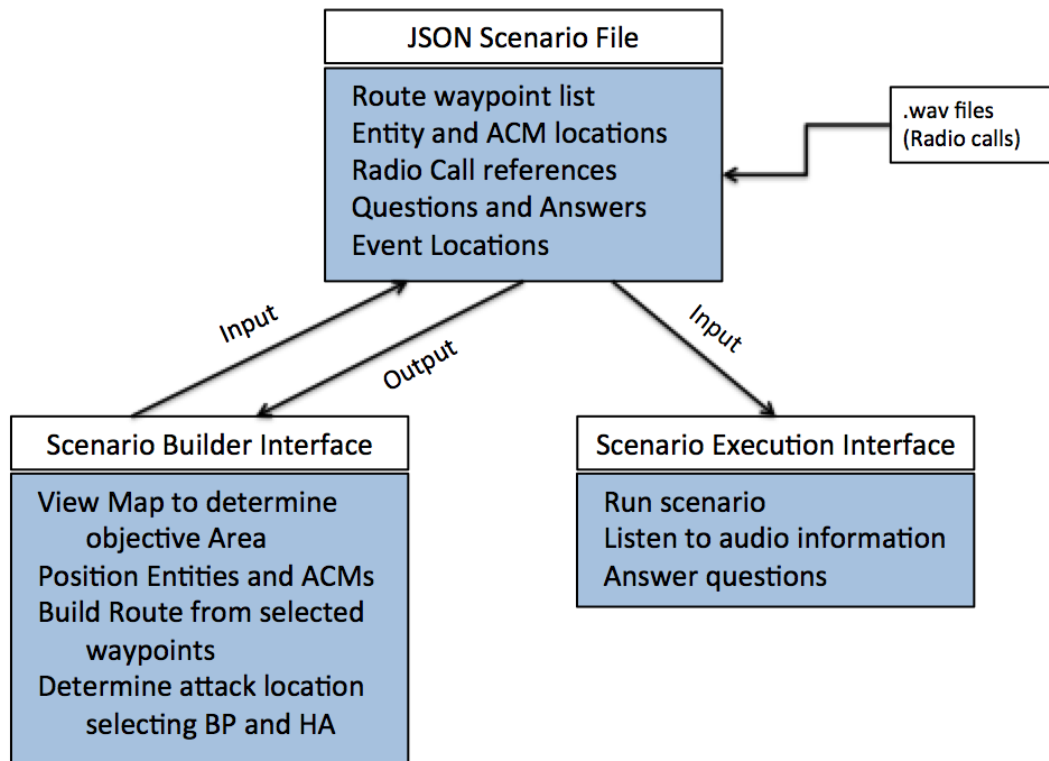 JSON Scenario File
Route waypoint list
Entity and ACM locations
Radio Call references
Questions and Answers
Event Locations
.wav files
(Radio calls)
Input
Output
Input
Scenario Builder Interface
View Map to determine
objective Area
Position Entities and ACMs
Build Route from selected
waypoints
Determine attack location
selecting BP and HA
Scenario Execution Interface
Run scenario
Listen to audio information
Answer questions